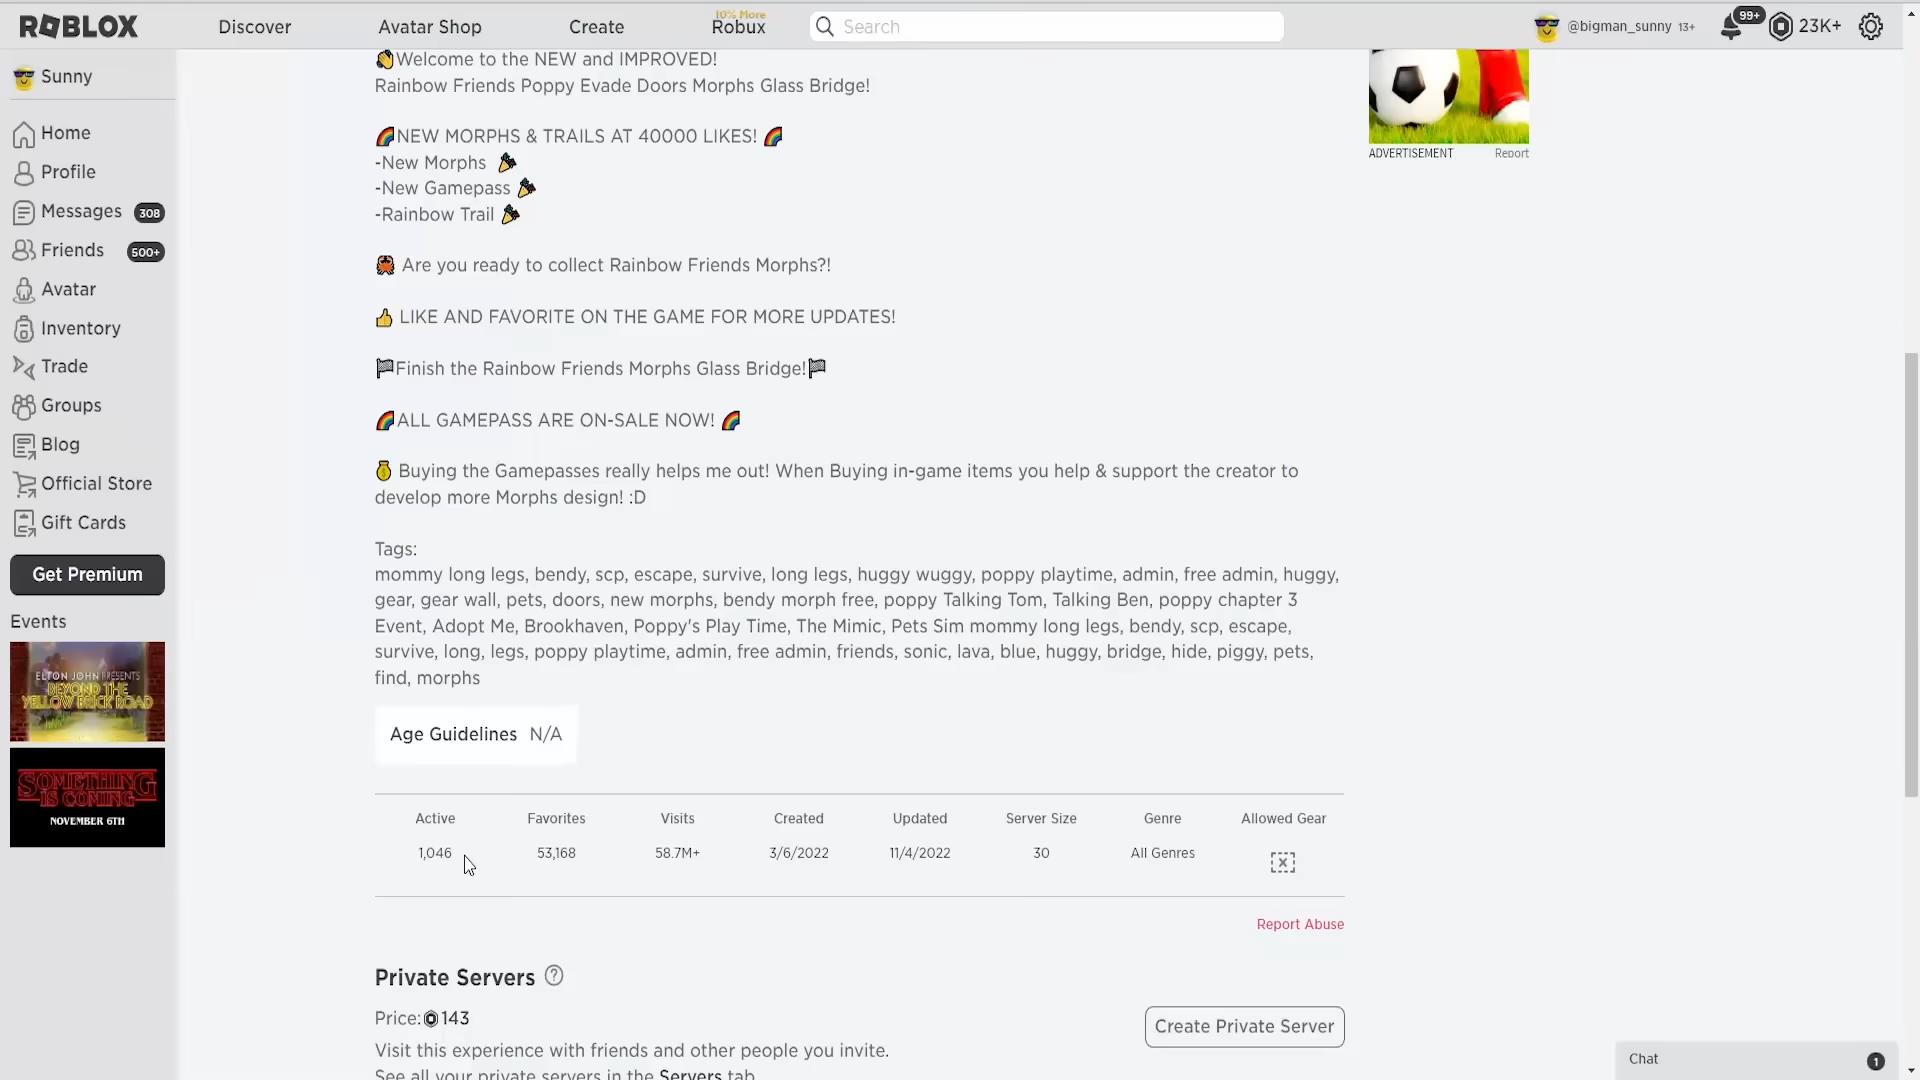 ROBLOX
Discover
Avatar Shop
Create
10% More
Robux
Search
@bigman_sunny 13+
99+
23K+
Sunny
Home
Profile
Messages 308
Friends 500+
Avatar
Inventory
Trade
Groups
Blog
Official Store
Gift Cards
Get Premium
Events
ELTON JOHN PRESENTS
BEYOND THE
YELLOW BRICK ROAD
SOMETHING
IS COMING
NOVEMBER 6TH
👋Welcome to the NEW and IMPROVED!
Rainbow Friends Poppy Evade Doors Morphs Glass Bridge!
🌈NEW MORPHS & TRAILS AT 40000 LIKES! 🌈
-New Morphs 🎉
-New Gamepass 🎉
-Rainbow Trail 🎉
🦀 Are you ready to collect Rainbow Friends Morphs?!
👍 LIKE AND FAVORITE ON THE GAME FOR MORE UPDATES!
🏁Finish the Rainbow Friends Morphs Glass Bridge!🏁
🌈ALL GAMEPASS ARE ON-SALE NOW! 🌈
💰 Buying the Gamepasses really helps me out! When Buying in-game items you help & support the creator to
develop more Morphs design! :D
Tags:
mommy long legs, bendy, scp, escape, survive, long legs, huggy wuggy, poppy playtime, admin, free admin, huggy,
gear, gear wall, pets, doors, new morphs, bendy morph free, poppy Talking Tom, Talking Ben, poppy chapter 3
Event, Adopt Me, Brookhaven, Poppy's Play Time, The Mimic, Pets Sim mommy long legs, bendy, scp, escape,
survive, long, legs, poppy playtime, admin, free admin, friends, sonic, lava, blue, huggy, bridge, hide, piggy, pets,
find, morphs
Age Guidelines N/A
Active Favorites Visits Created Updated Server Size Genre Allowed Gear
1,046 53,168 58.7M+ 3/6/2022 11/4/2022 30 All Genres
Report Abuse
Private Servers
Price: 143
Create Private Server
Visit this experience with friends and other people you invite.
See all your private servers in the Servers tab
ADVERTISEMENT
Report
Chat
1